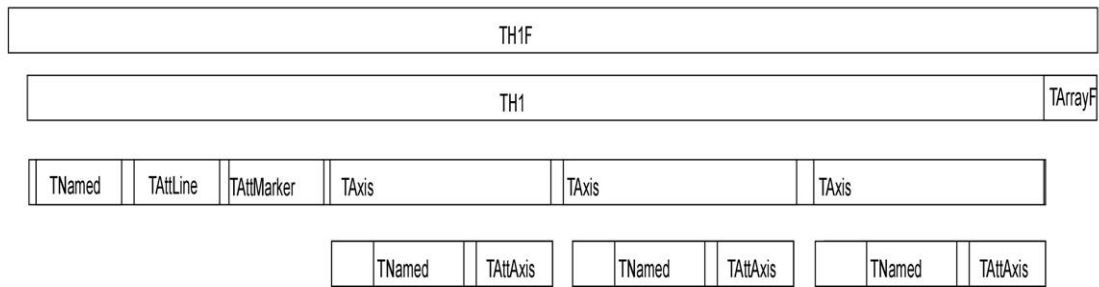 TH1F
TH1 TArrayF
TNamed TAttLine TAttMarker TAxis TAxis TAxis
TNamed TAttAxis TNamed TAttAxis TNamed TAttAxis